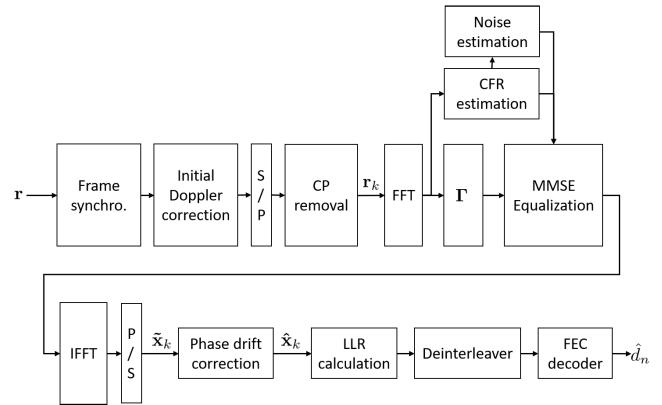 Noise
estimation
CFR
estimation
r
Frame
synchro.
Initial
Doppler
correction
S
/
P
CP
removal
r_k
FFT
Γ
MMSE
Equalization
IFFT
P
/
S
x̃_k
Phase drift
correction
x̂_k
LLR
calculation
Deinterleaver
FEC
decoder
d̂_n